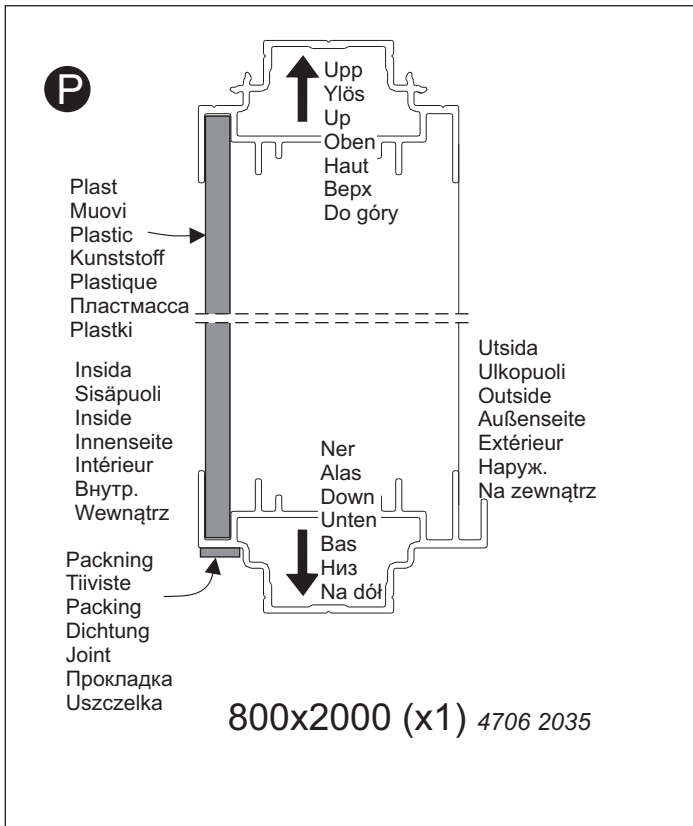 P
Upp
Ylös
Up
Oben
Haut
Верх
Do góry
Plast
Muovi
Plastic
Kunststoff
Plastique
Пластмасса
Plastki
Insida
Sisäpuoli
Inside
Innenseite
Intérieur
Внутр.
Wewnątrz
Utsida
Ulkopuoli
Outside
Außenseite
Extérieur
Наруж.
Na zewnątrz
Ner
Alas
Down
Unten
Bas
Низ
Na dół
Packning
Tiiviste
Packing
Dichtung
Joint
Прокладка
Uszczelka
800x2000 (x1) 4706 2035